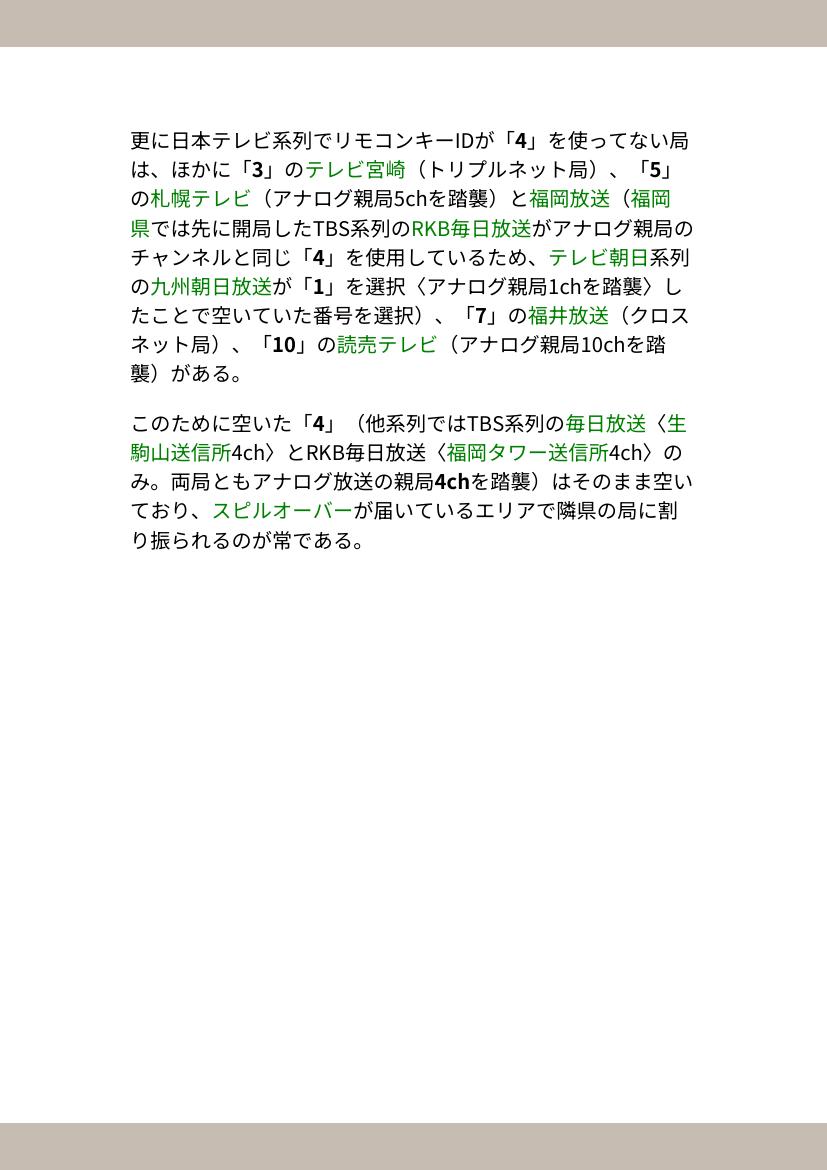 更に日本テレビ系列でリモコンキーIDが「4」を使ってない局
は、ほかに「3」のテレビ宮崎（トリプルネット局）、「5」
の札幌テレビ（アナログ親局5chを踏襲）と福岡放送（福岡
県では先に開局したTBS系列のRKB毎日放送がアナログ親局の
チャンネルと同じ「4」を使用しているため、テレビ朝日系列
の九州朝日放送が「1」を選択〈アナログ親局1chを踏襲〉し
たことで空いていた番号を選択）、「7」の福井放送（クロス
ネット局）、「10」の読売テレビ（アナログ親局10chを踏
襲）がある。
このために空いた「4」（他系列ではTBS系列の毎日放送〈生
駒山送信所4ch〉とRKB毎日放送〈福岡タワー送信所4ch〉の
み。両局ともアナログ放送の親局4chを踏襲）はそのまま空い
ており、スピルオーバーが届いているエリアで隣県の局に割
り振られるのが常である。